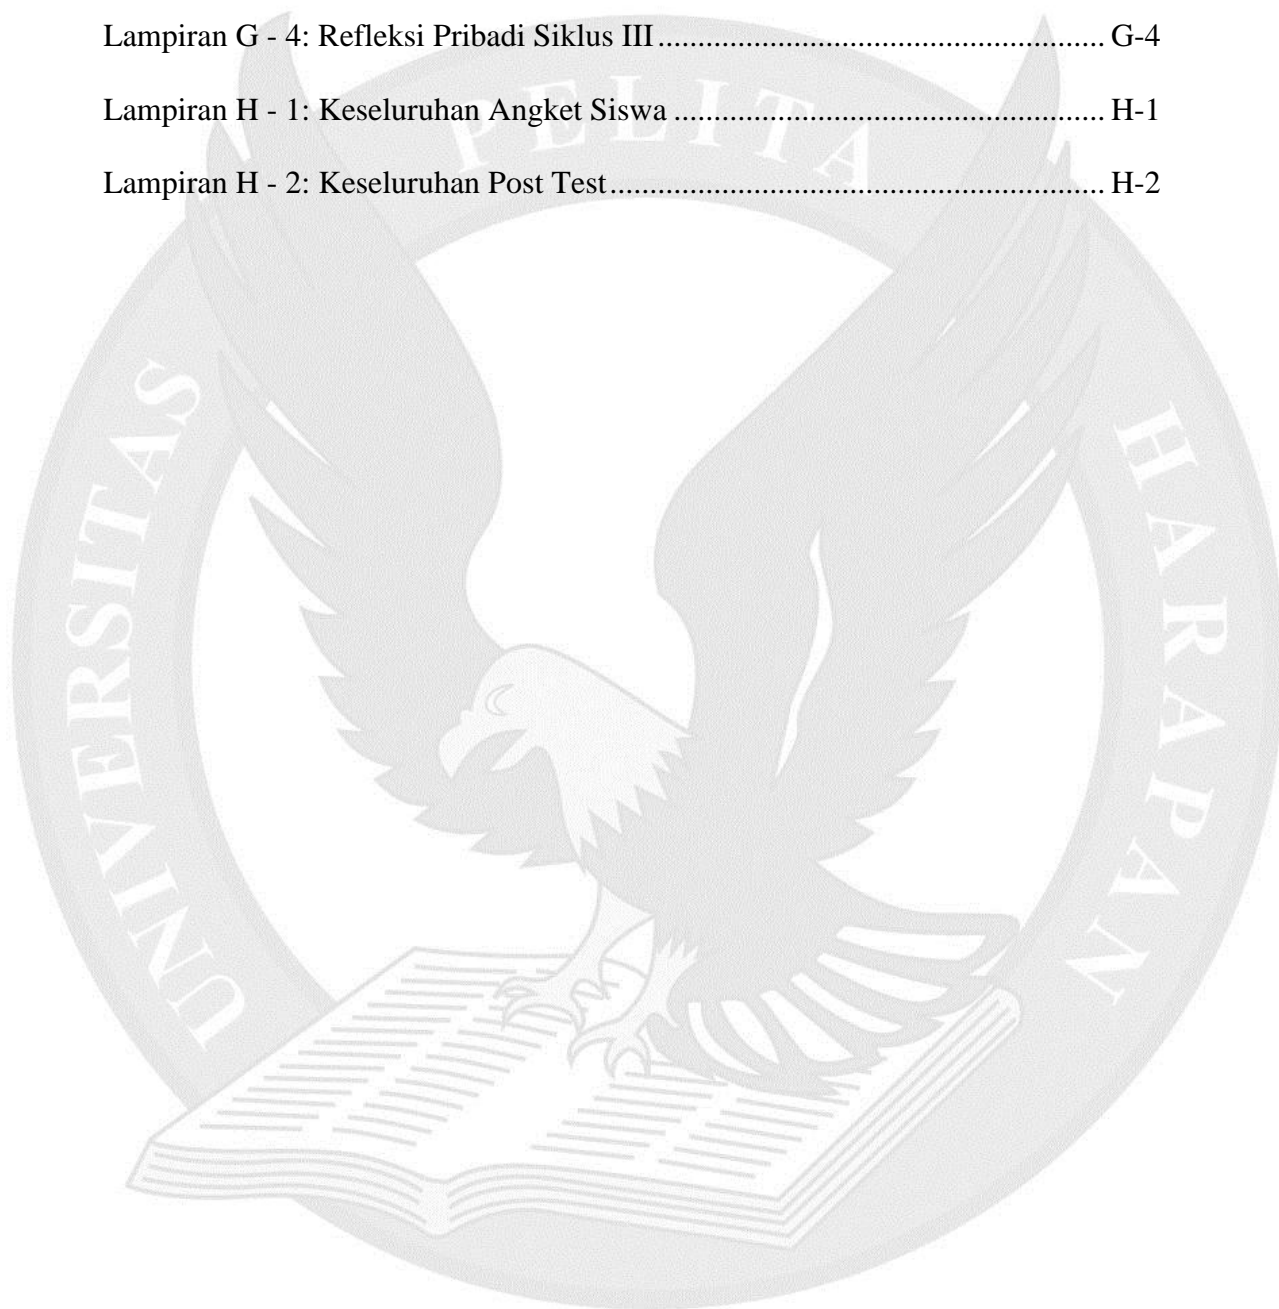 Lampiran G - 4: Refleksi Pribadi Siklus III ........................................................ G-4
Lampiran H - 1: Keseluruhan Angket Siswa ...................................................... H-1
Lampiran H - 2: Keseluruhan Post Test .............................................................. H-2
UNIVERSITAS PELITA HARAPAN